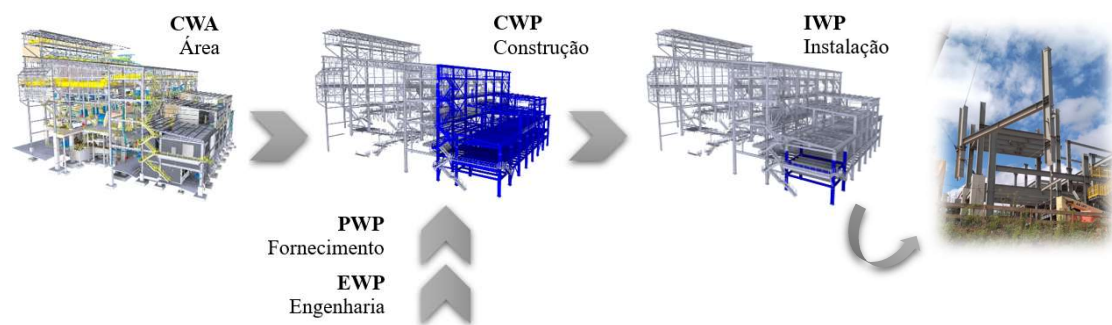 CWA
Área
CWP
Construção
IWP
Instalação
PWP
Fornecimento
EWP
Engenharia